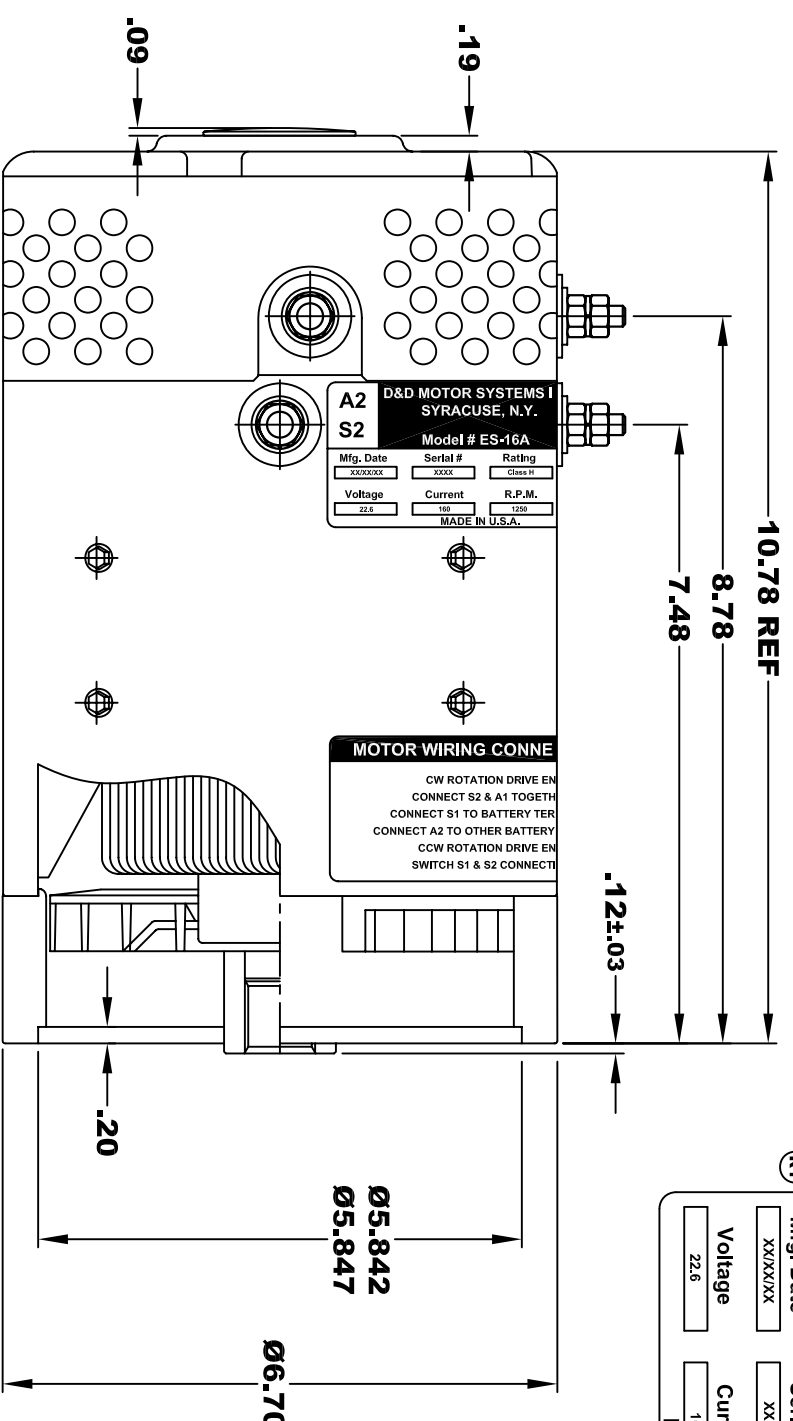 .09
.19
10.78 REF
8.78
7.48
A2
S2
D&D MOTOR SYSTEMS
SYRACUSE, N.Y.
Model # ES-16A
Mfg. Date Serial # Rating
XX/XX/XX XXXX Class H
Voltage Current R.P.M.
22.6 160 1250
MADE IN U.S.A.
MOTOR WIRING CONNE
CW ROTATION DRIVE EN
CONNECT S2 & A1 TOGETH
CONNECT S1 TO BATTERY TER
CONNECT A2 TO OTHER BATTERY
CCW ROTATION DRIVE EN
SWITCH S1 & S2 CONNECTI
.12±.03
.20
Ø5.842
Ø5.847
Ø6.70
XX/XX/XX XX
Voltage Cur
22.6 1